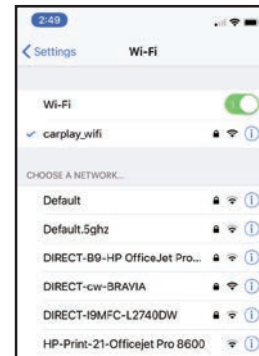 2:49
Settings Wi-Fi
Wi-Fi
carplay_wifi
CHOOSE A NETWORK...
Default
Default.5ghz
DIRECT-B9-HP OfficeJet Pro...
DIRECT-cw-BRAVIA
DIRECT-I9MFC-L2740DW
HP-Print-21-Officejet Pro 8600